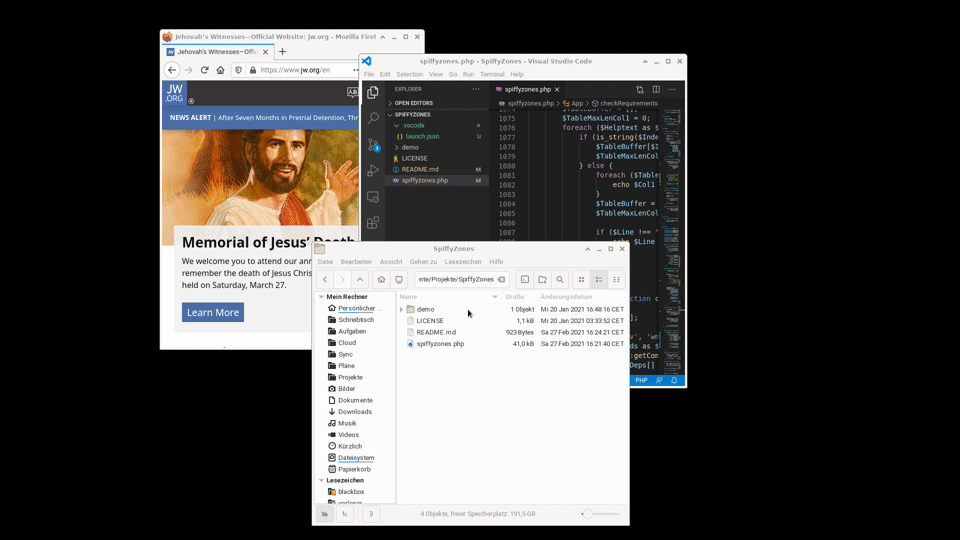 Jehovah's Witnesses—Official Website: jw.org - Mozilla Firef
Jehovah's Witnesses—Offic
https://www.jw.org/en
JW
.ORG
NEWS ALERT | After Seven Months in Pretrial Detention, Thr
Memorial of Jesus' Death
We welcome you to attend our ann
remember the death of Jesus Chris
held on Saturday, March 27.
Learn More
spiffyzones.php - SpiffyZones - Visual Studio Code
File Edit Selection View Go Run Terminal Help
EXPLORER
OPEN EDITORS
SPIFFYZONES
.vscode
launch.json U
demo
LICENSE
README.md M
spiffyzones.php M
spiffyzones.php
spiffyzones.php > App > checkRequirements
1075 $TableMaxLenCol1 = 0;
1076 foreach ($Helptext as $
1077 if (is_string($Inde
1078 $TableBuffer[$I
1079 $TableMaxLenCol
1080 } else {
1081 foreach ($Table
1082 echo $Col1
1083 }
1084 $TableBuffer =
1085 $TableMaxLenCol
1086
1087 if ($Line !== '
PHP
SpiffyZones
Datei Bearbeiten Ansicht Gehen zu Lesezeichen Hilfe
nte/Projekte/SpiffyZones
Mein Rechner
Persönlicher ...
Schreibtisch
Aufgaben
Cloud
Sync
Pläne
Projekte
Bilder
Dokumente
Downloads
Musik
Videos
Kürzlich
Dateisystem
Papierkorb
Lesezeichen
blackbox
Name Größe Änderungsdatum
demo 1 Objekt Mi 20 Jan 2021 16:48:16 CET
LICENSE 1,1 kB Mi 20 Jan 2021 03:33:52 CET
README.md 923 Bytes Sa 27 Feb 2021 16:24:21 CET
spiffyzones.php 41,0 kB Sa 27 Feb 2021 16:21:40 CET
4 Objekte, freier Speicherplatz: 191,5 GB